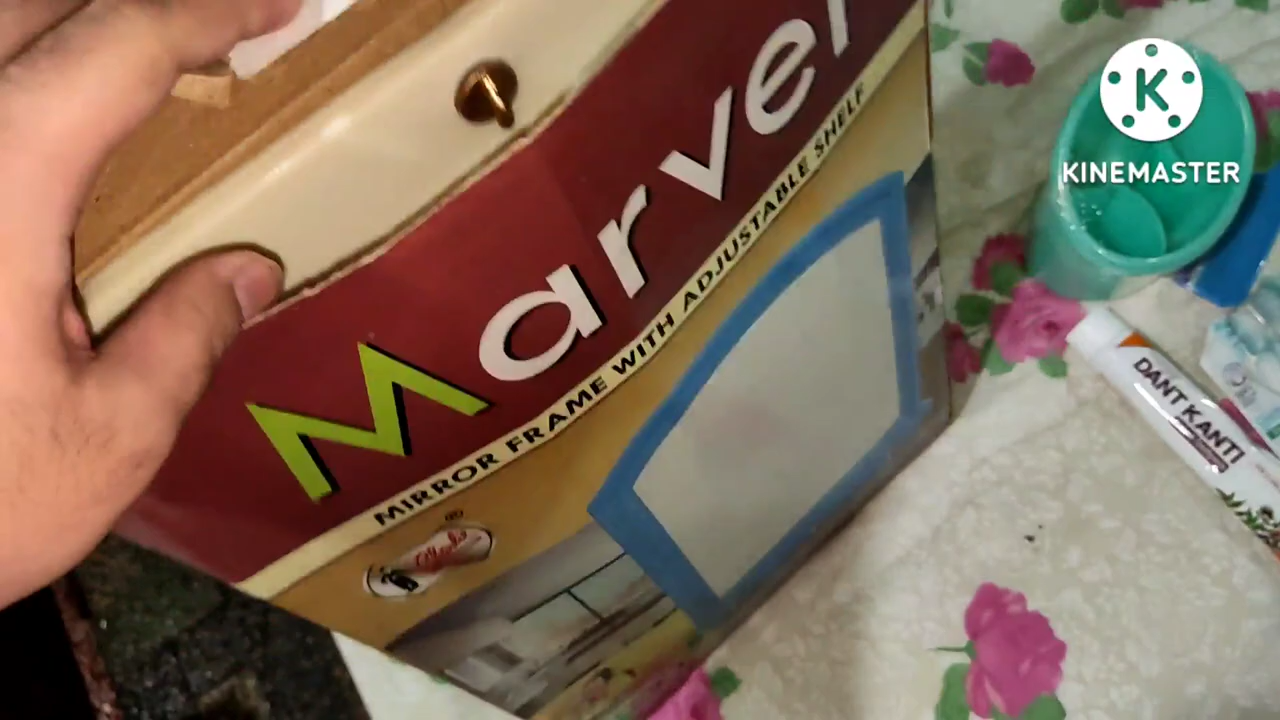 Marvel
MIRROR FRAME WITH ADJUSTABLE SHELF
®
K
KINEMASTER
DANT KANTI